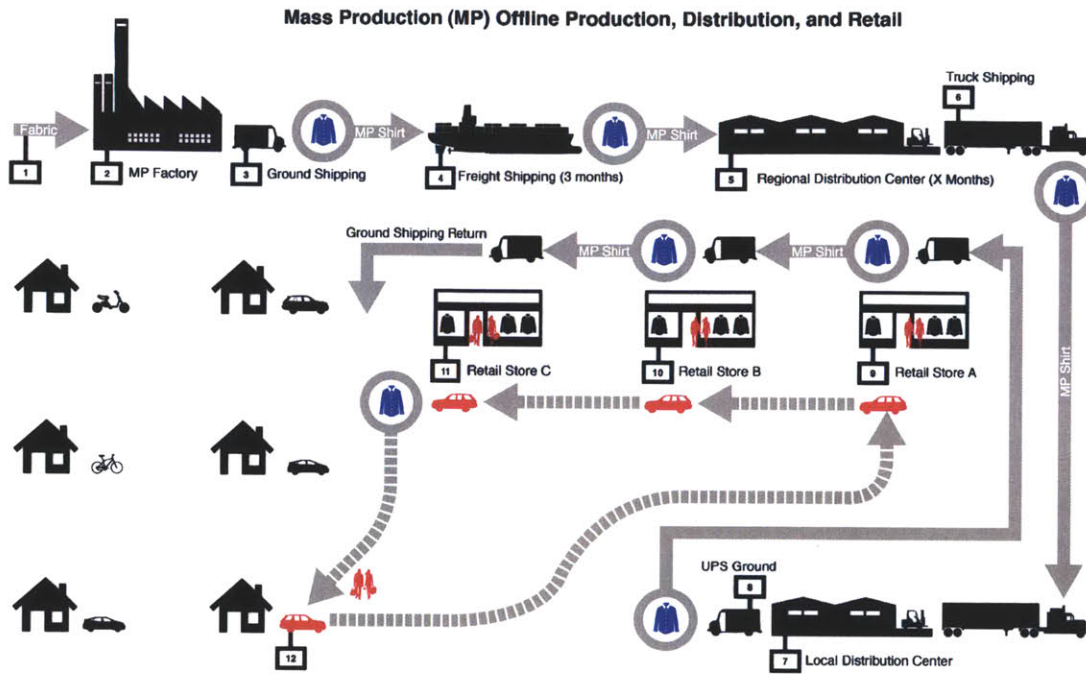 Mass Production (MP) Offline Production, Distribution, and Retail
Truck Shipping
6
Fabric
MP Shirt
MP Shirt
1
2 MP Factory
3 Ground Shipping
4 Freight Shipping (3 months)
5 Regional Distribution Center (X Months)
Ground Shipping Return
MP Shirt
MP Shirt
MP Shirt
11 Retail Store C
10 Retail Store B
9 Retail Store A
UPS Ground
8
12
7 Local Distribution Center